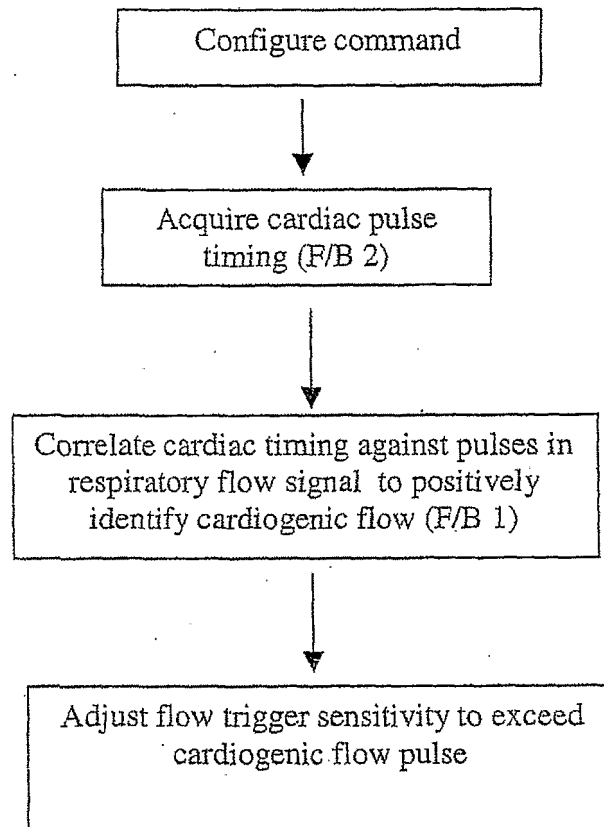 Configure command
Acquire cardiac pulse
timing (F/B 2)
Correlate cardiac timing against pulses in
respiratory flow signal to positively
identify cardiogenic flow (F/B 1)
Adjust flow trigger sensitivity to exceed
cardiogenic flow pulse